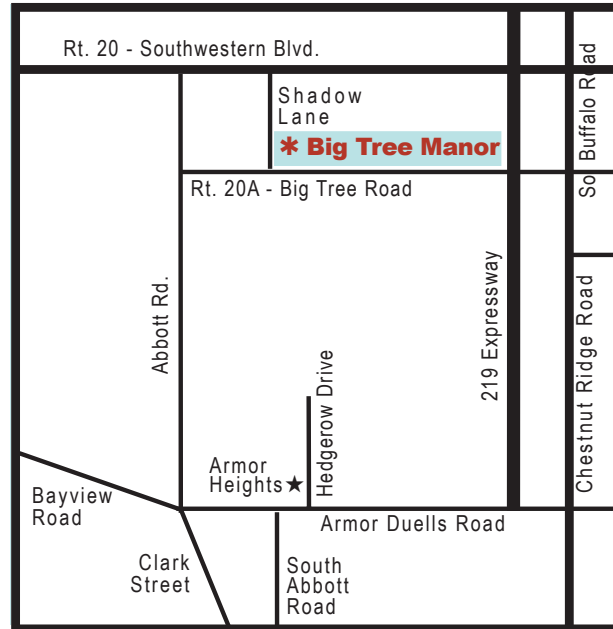 Rt. 20 - Southwestern Blvd.
So Buffalo Road
Shadow
Lane
* Big Tree Manor
Rt. 20A - Big Tree Road
Abbott Rd.
219 Expressway
Chestnut Ridge Road
Hedgerow Drive
Armor
Heights★
Bayview
Road
Armor Duells Road
Clark
Street
South
Abbott
Road